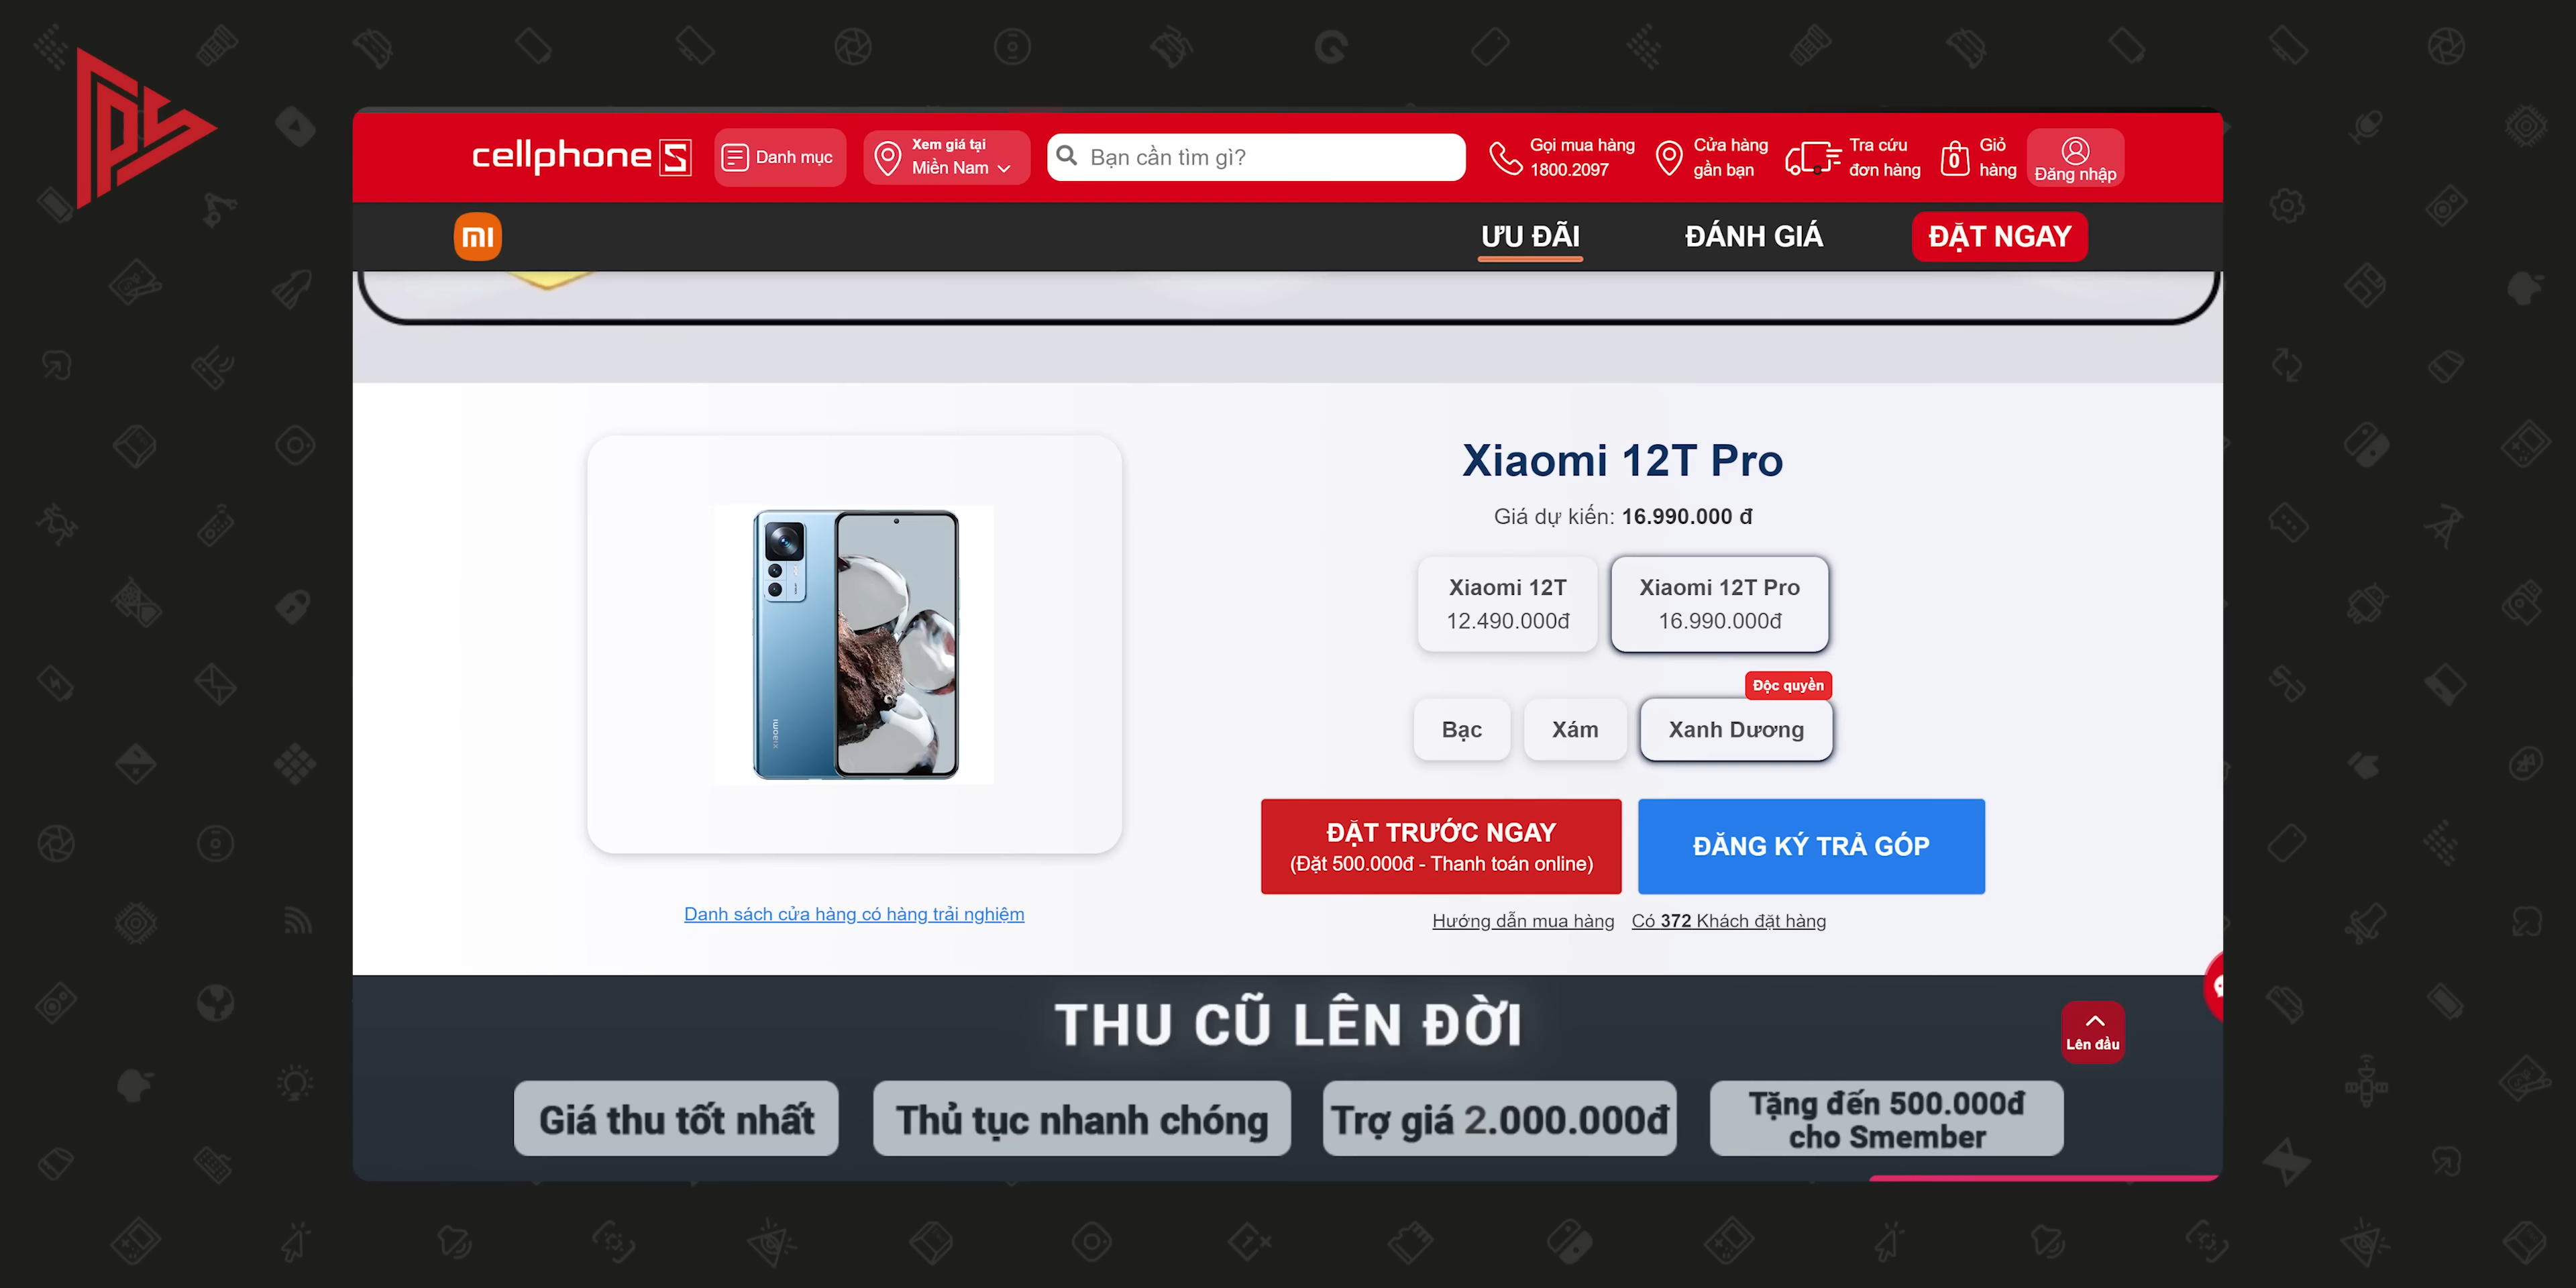 cellphoneS
Danh mục
Xem giá tại
Miền Nam
Bạn cần tìm gì?
Gọi mua hàng
1800.2097
Cửa hàng
gần bạn
Tra cứu
đơn hàng
0
Giỏ
hàng
Đăng nhập
ƯU ĐÃI
ĐÁNH GIÁ
ĐẶT NGAY
Xiaomi 12T Pro
Giá dự kiến: 16.990.000 đ
Xiaomi 12T
12.490.000đ
Xiaomi 12T Pro
16.990.000đ
Độc quyền
Bạc
Xám
Xanh Dương
ĐẶT TRƯỚC NGAY
(Đặt 500.000đ - Thanh toán online)
ĐĂNG KÝ TRẢ GÓP
Danh sách cửa hàng có hàng trải nghiệm
Hướng dẫn mua hàng
Có 372 Khách đặt hàng
xiaomi
THU CŨ LÊN ĐỜI
Lên đầu
Giá thu tốt nhất
Thủ tục nhanh chóng
Trợ giá 2.000.000đ
Tặng đến 500.000đ
cho Smember